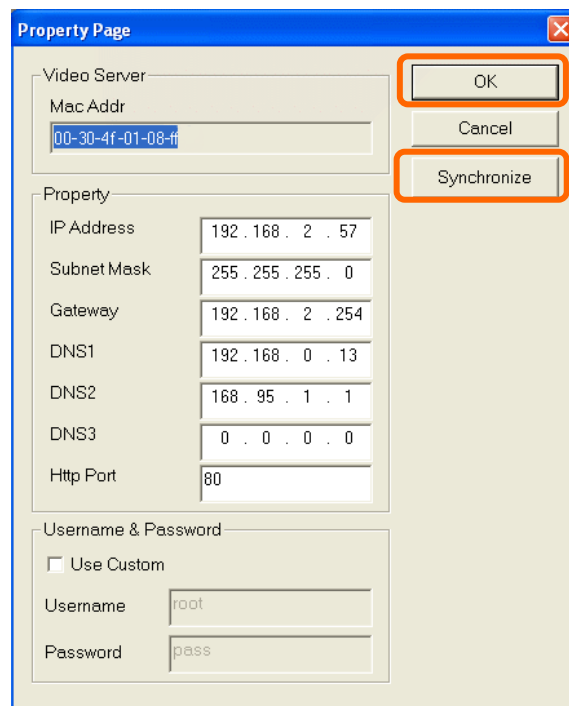 Property Page
Video Server
Mac Addr
00-30-4f-01-08-ff
OK
Cancel
Synchronize
Property
IP Address 192 . 168 . 2 . 57
Subnet Mask 255 . 255 . 255 . 0
Gateway 192 . 168 . 2 . 254
DNS1 192 . 168 . 0 . 13
DNS2 168 . 95 . 1 . 1
DNS3 0 . 0 . 0 . 0
Http Port 80
Username & Password
Use Custom
Username root
Password pass